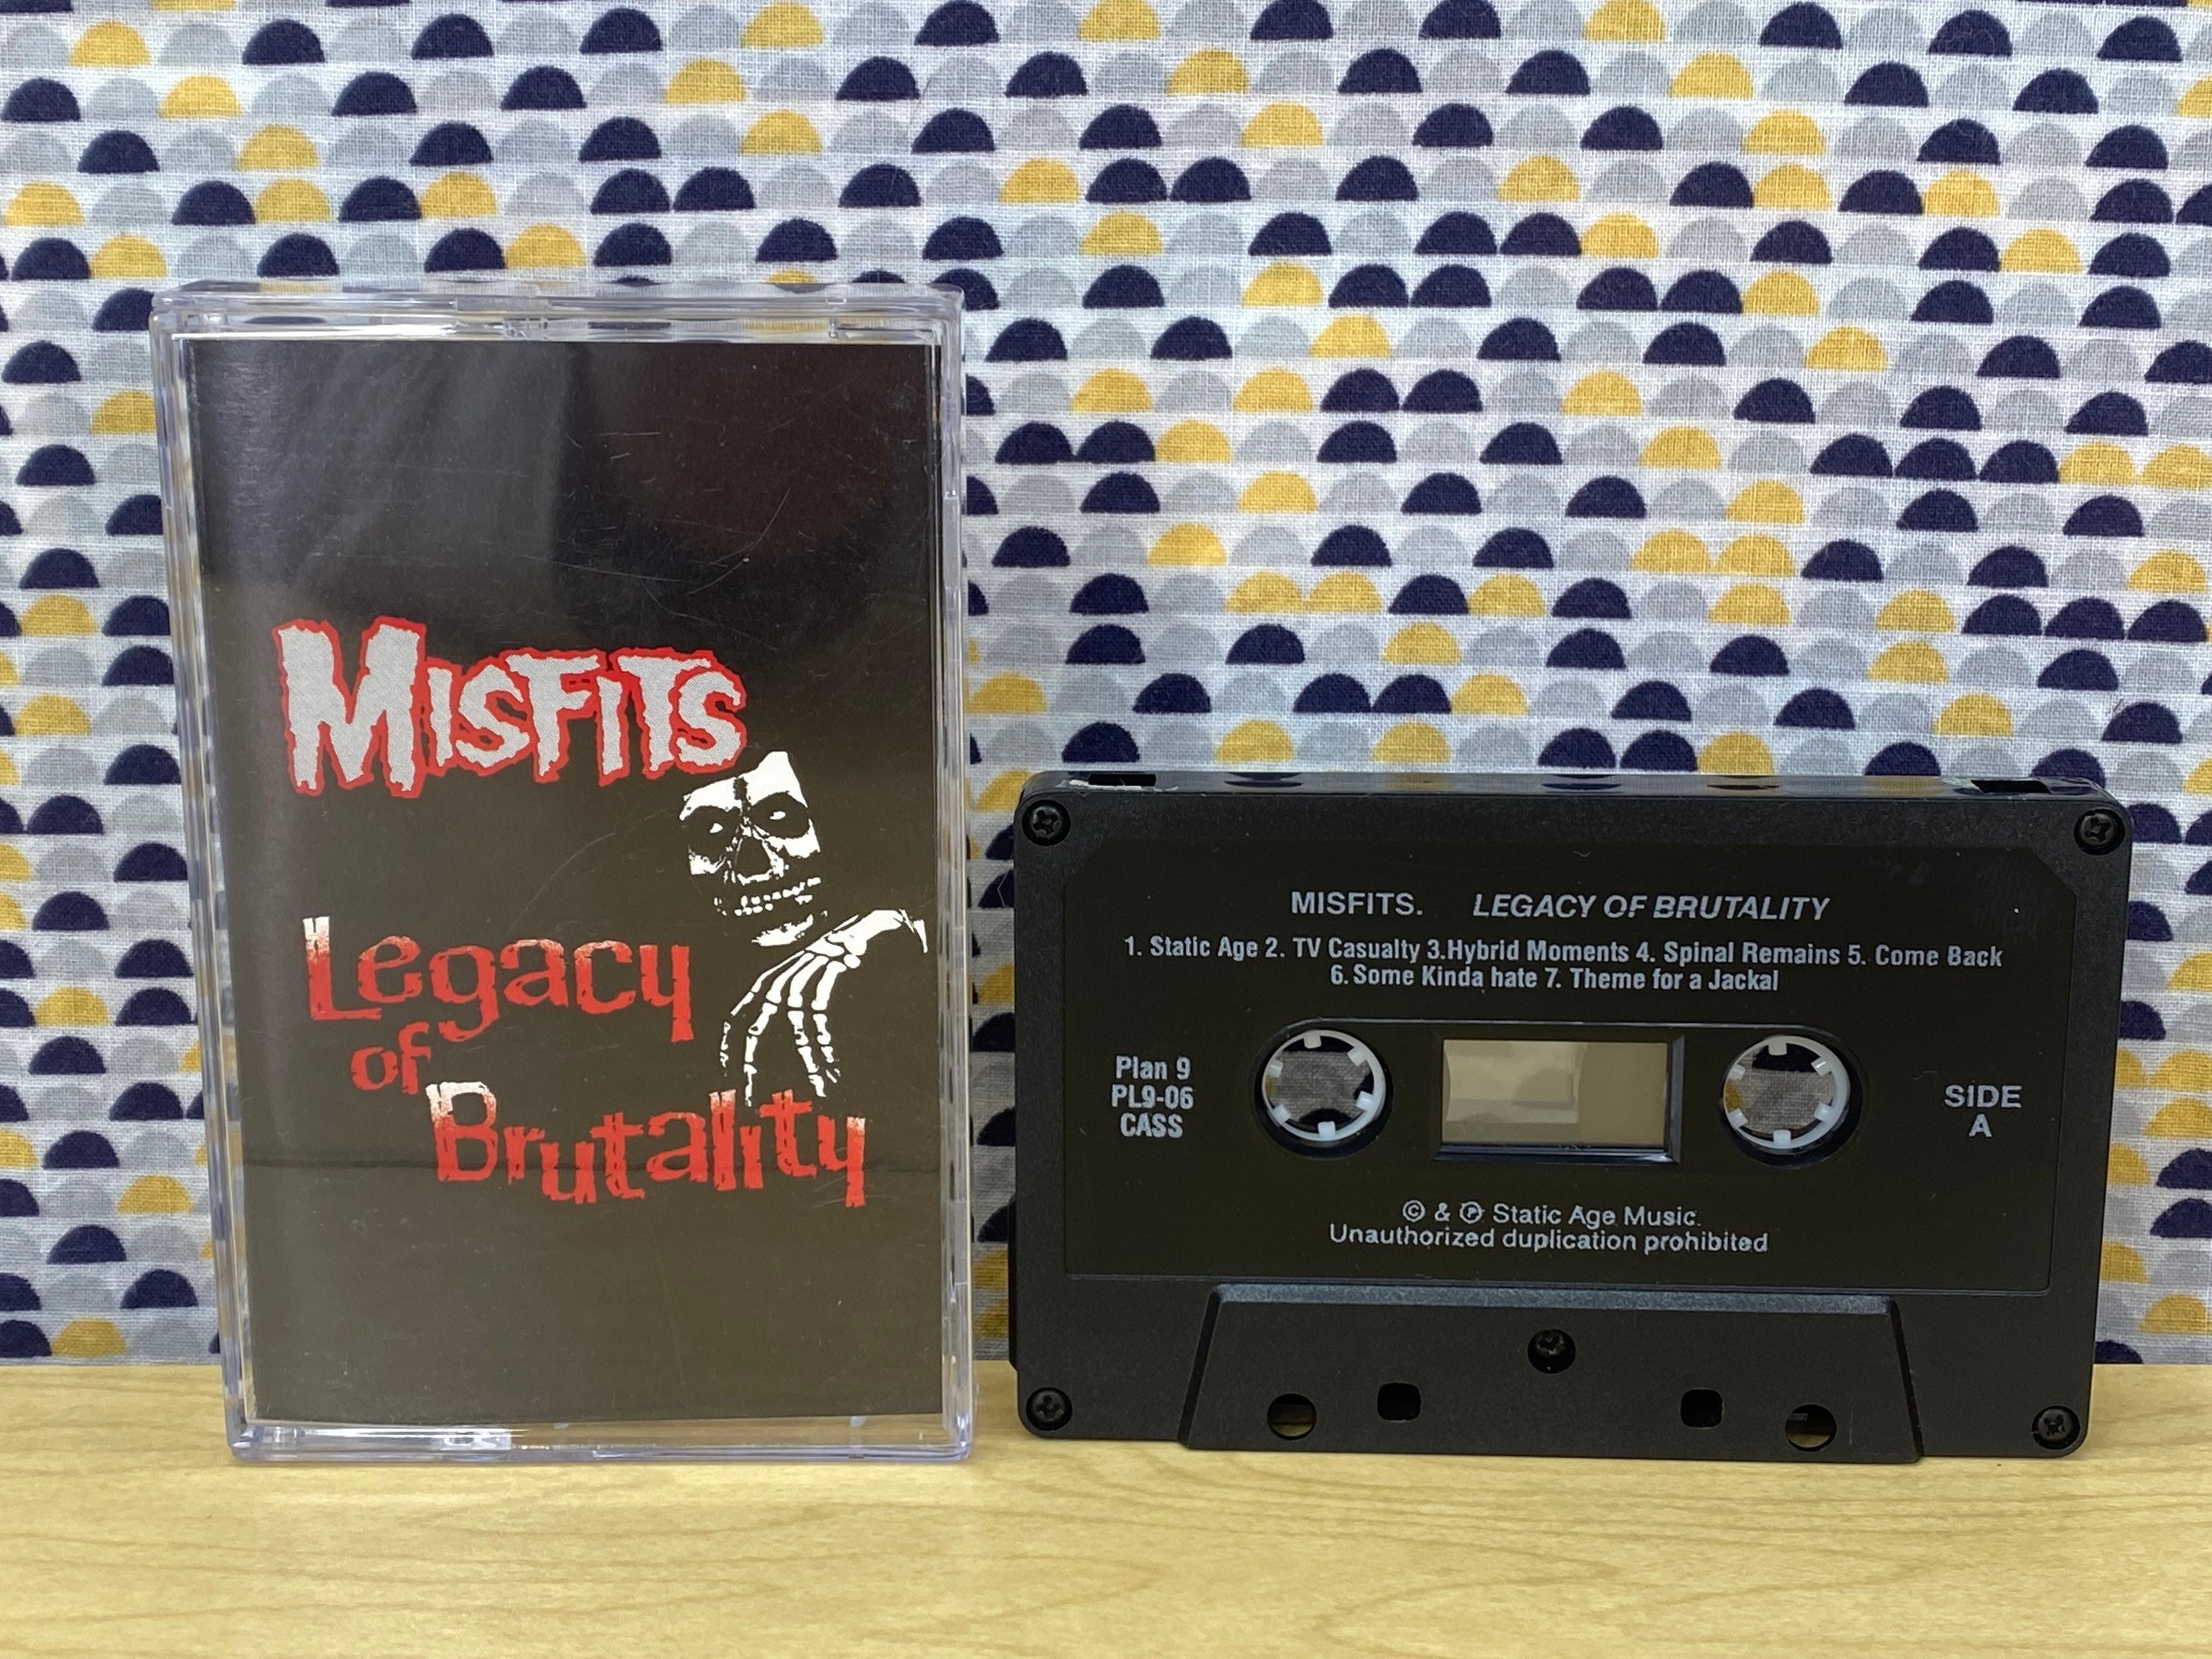 MISFITS
Legacy
of
Brutality
MISFITS. LEGACY OF BRUTALITY
1. Static Age 2. TV Casualty 3.Hybrid Moments 4. Spinal Remains 5. Come Back
6. Some Kinda hate 7. Theme for a Jackal
Plan 9
PL9-06
CASS
SIDE
A
© & ℗ Static Age Music.
Unauthorized duplication prohibited